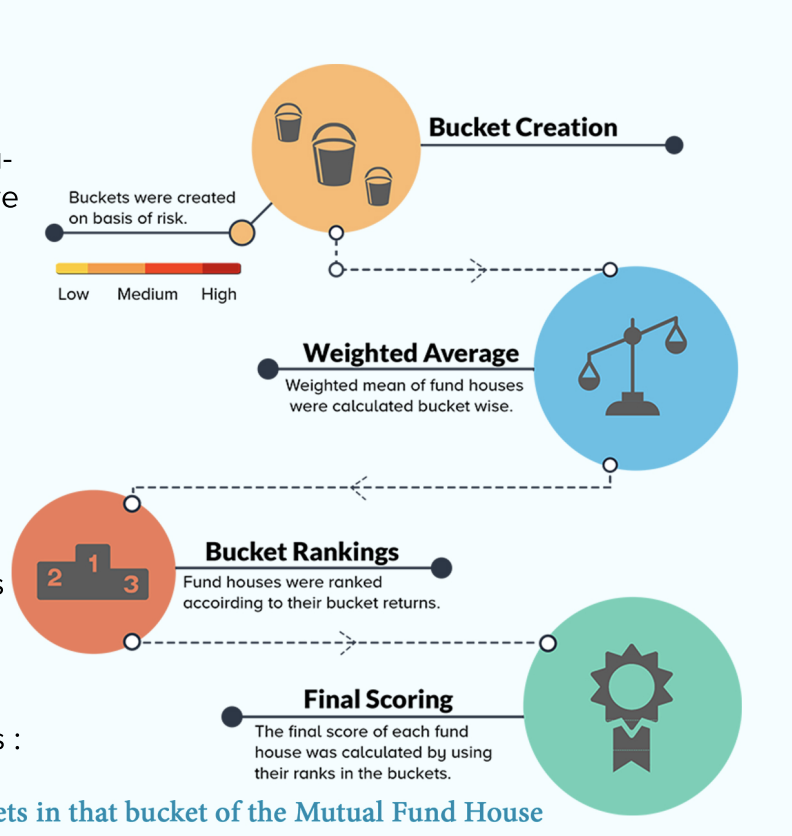 Bucket Creation
Buckets were created
on basis of risk.
Low Medium High
Weighted Average
Weighted mean of fund houses
were calculated bucket wise.
2 1 3
Bucket Rankings
Fund houses were ranked
accoirding to their bucket returns.
Final Scoring
The final score of each fund
house was calculated by using
their ranks in the buckets.
s :
ets in that bucket of the Mutual Fund House